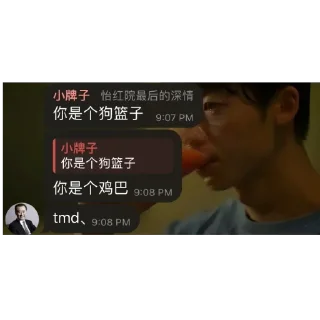 小牌子 怡红院最后的深情
你是个狗篮子 9:07 PM
小牌子
你是个狗篮子
你是个鸡巴 9:08 PM
tmd、 9:08 PM